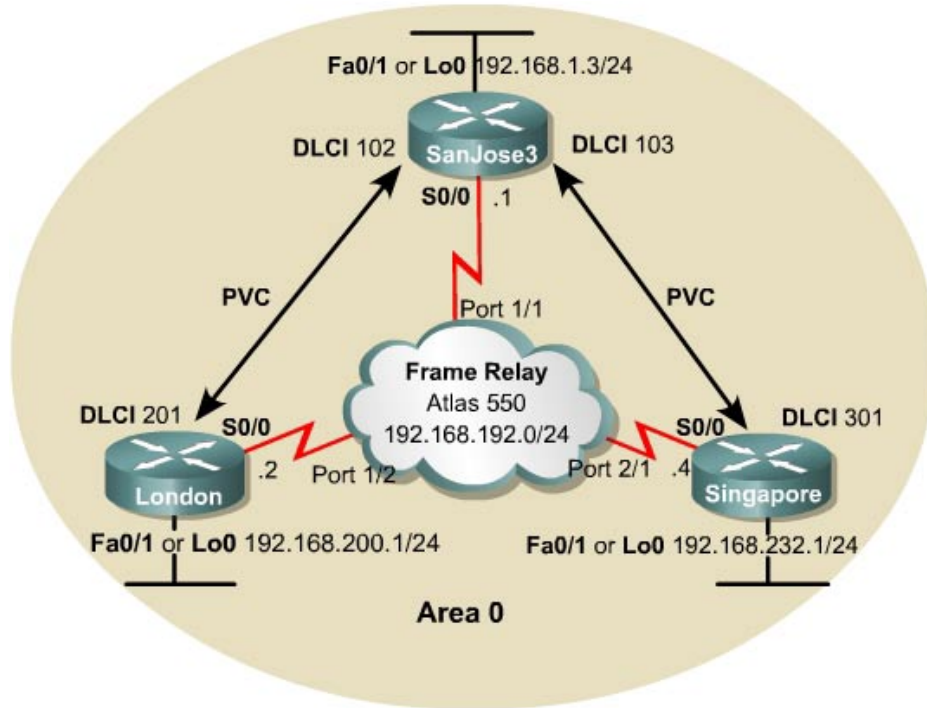 Fa0/1 or Lo0 192.168.1.3/24
DLCI 102
SanJose3
DLCI 103
S0/0 .1
PVC
PVC
Port 1/1
Frame Relay
Atlas 550
192.168.192.0/24
DLCI 201
S0/0
S0/0
DLCI 301
.2
Port 1/2
Port 2/1
.4
London
Singapore
Fa0/1 or Lo0 192.168.200.1/24
Fa0/1 or Lo0 192.168.232.1/24
Area 0